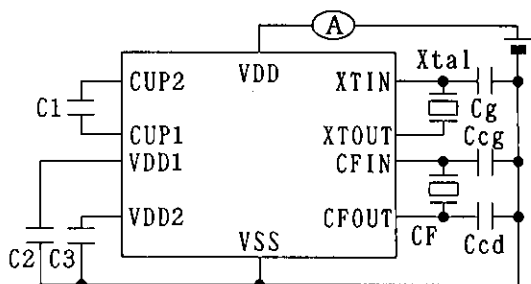 A
VDD
Xtal
CUP2
XTIN
C1
Cg
CUP1
XTOUT
Ccg
VDD1
CFIN
VDD2
CFOUT
CF
Ccd
VSS
C2
C3